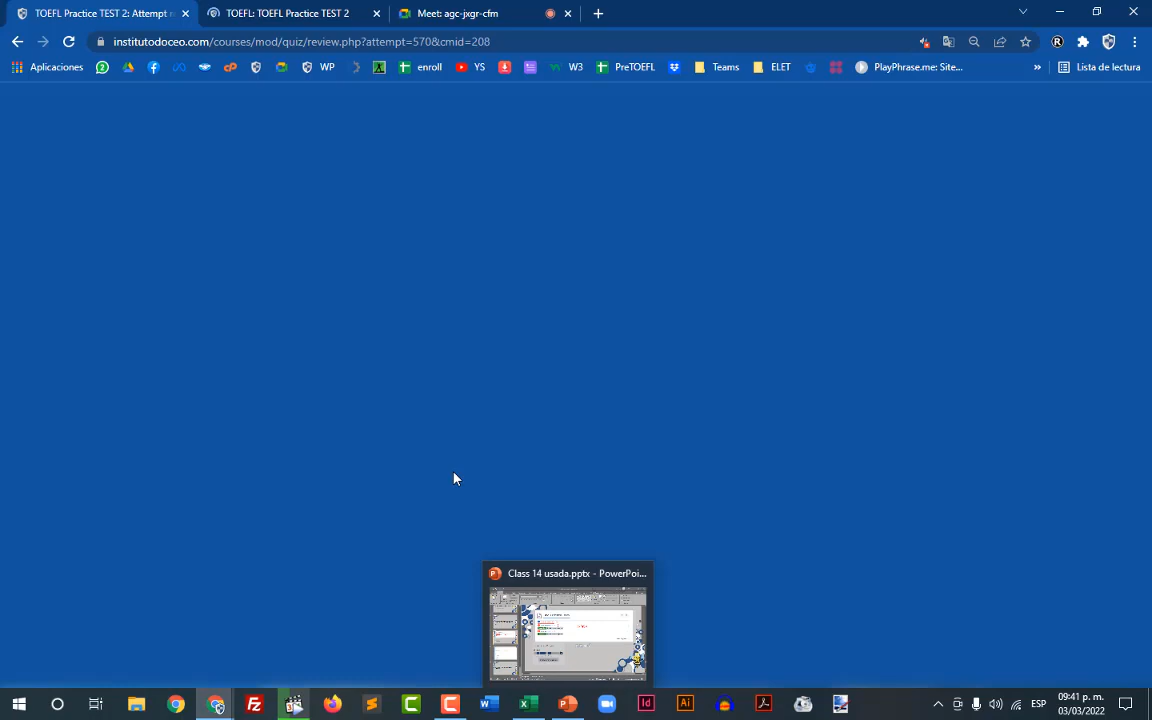 TOEFL Practice TEST 2: Attempt r
TOEFL: TOEFL Practice TEST 2
Meet: agc-jxgr-cfm
institutodoceo.com/courses/mod/quiz/review.php?attempt=570&cmid=208
Aplicaciones
2
WP
enroll
YS
W3
PreTOEFL
Teams
ELET
PlayPhrase.me: Site...
»
Lista de lectura
Class 14 usada.pptx - PowerPoi...
ESP
09:41 p. m.
03/03/2022